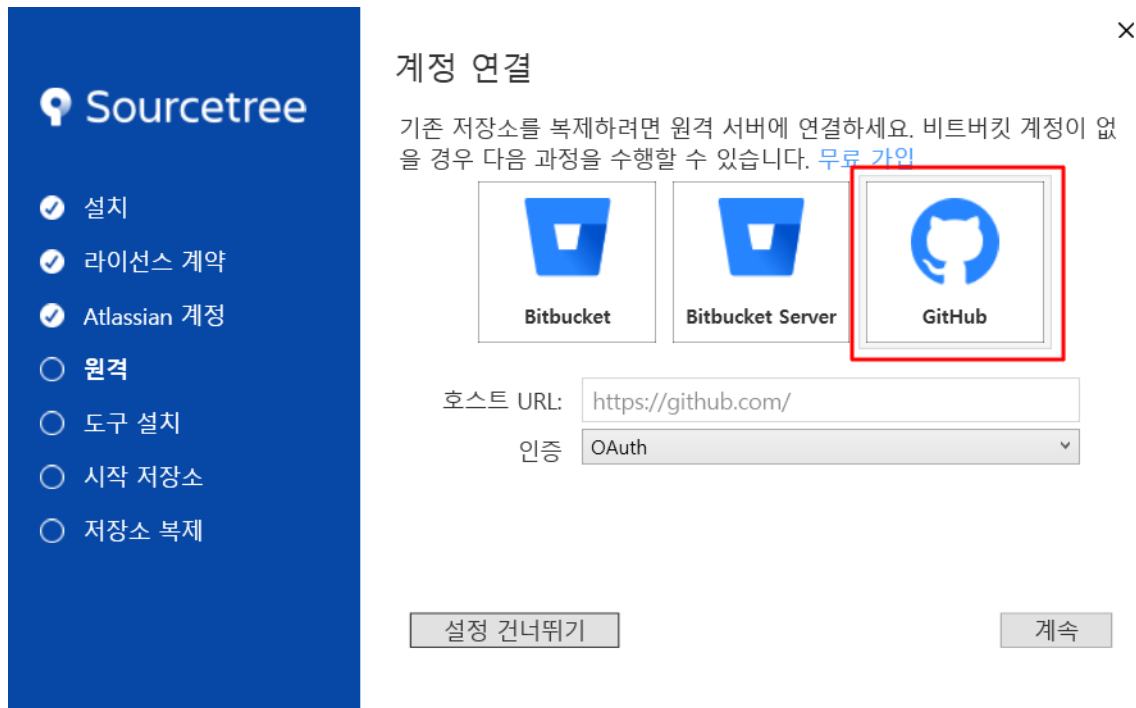 Sourcetree
설치
라이선스 계약
Atlassian 계정
원격
도구 설치
시작 저장소
저장소 복제
계정 연결
기존 저장소를 복제하려면 원격 서버에 연결하세요. 비트버킷 계정이 없
을 경우 다음 과정을 수행할 수 있습니다. 무료 가입
Bitbucket
Bitbucket Server
GitHub
호스트 URL: https://github.com/
인증 OAuth
설정 건너뛰기
계속